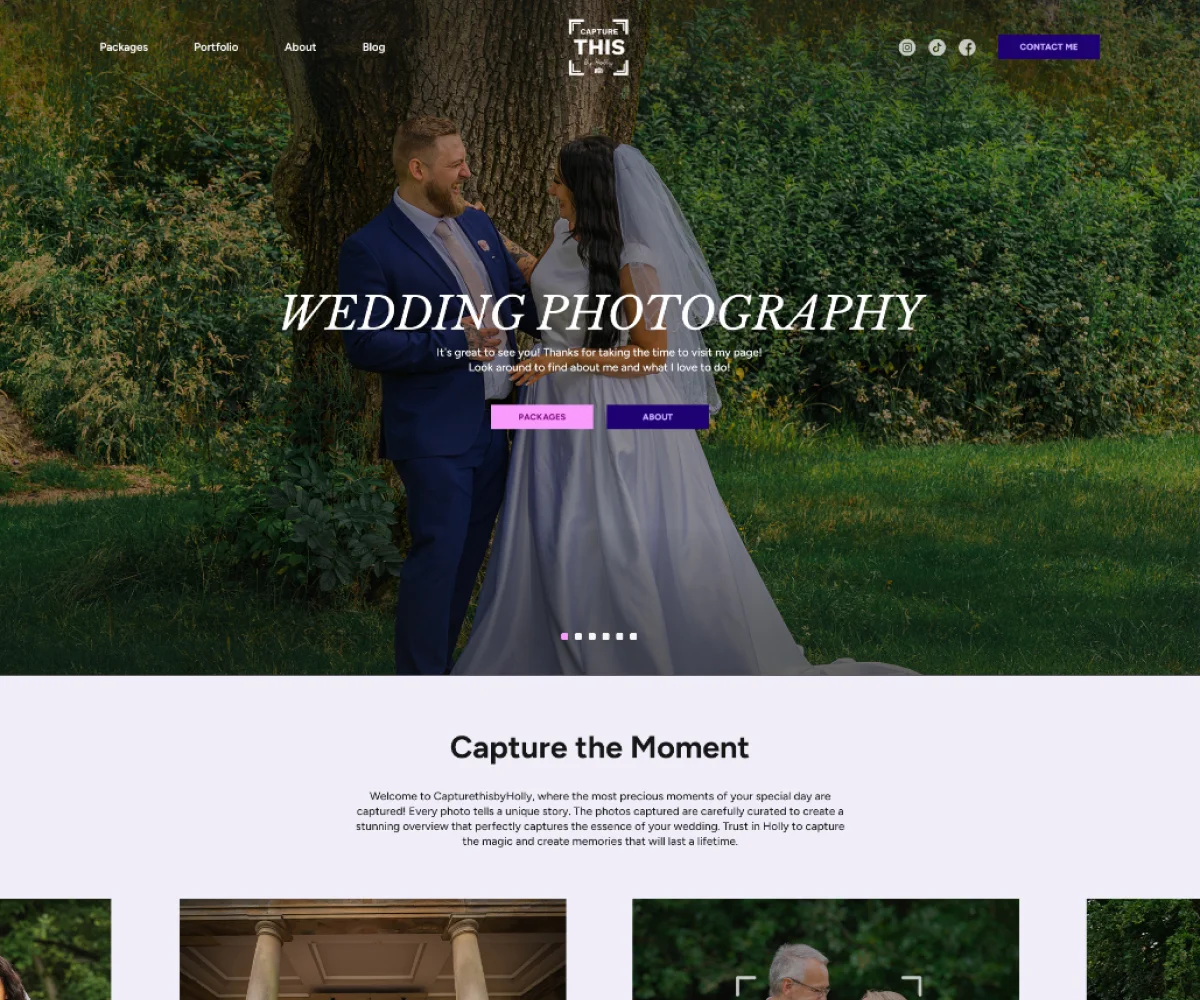 Packages
Portfolio
About
Blog
CAPTURE
THIS
By Holly
CONTACT ME
WEDDING PHOTOGRAPHY
It's great to see you! Thanks for taking the time to visit my page!
Look around to find about me and what I love to do!
PACKAGES
ABOUT
Capture the Moment
Welcome to CapturethisbyHolly, where the most precious moments of your special day are
captured! Every photo tells a unique story. The photos captured are carefully curated to create a
stunning overview that perfectly captures the essence of your wedding. Trust in Holly to capture
the magic and create memories that will last a lifetime.